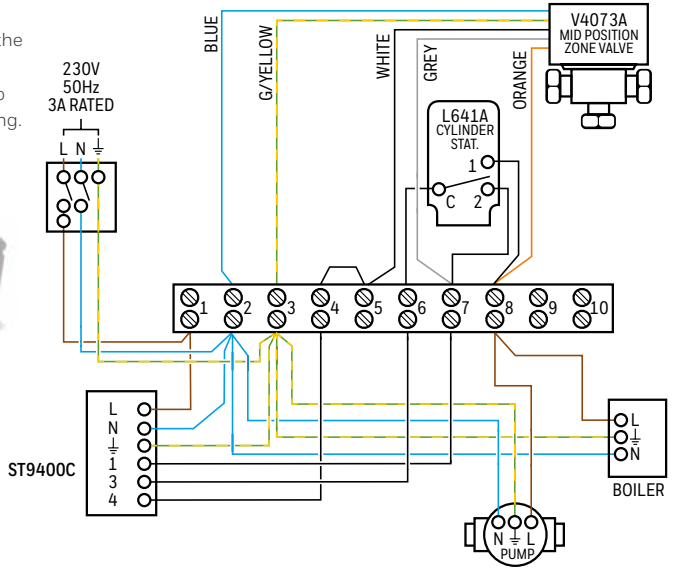 the
o
ng.
230V
50Hz
3A RATED
L N
BLUE
G/YELLOW
WHITE
GREY
ORANGE
V4073A
MID POSITION
ZONE VALVE
L641A
CYLINDER
STAT.
1
C 2
1 2 3 4 5 6 7 8 9 10
ST9400C
L
N
1
3
4
L
N
BOILER
N L
PUMP